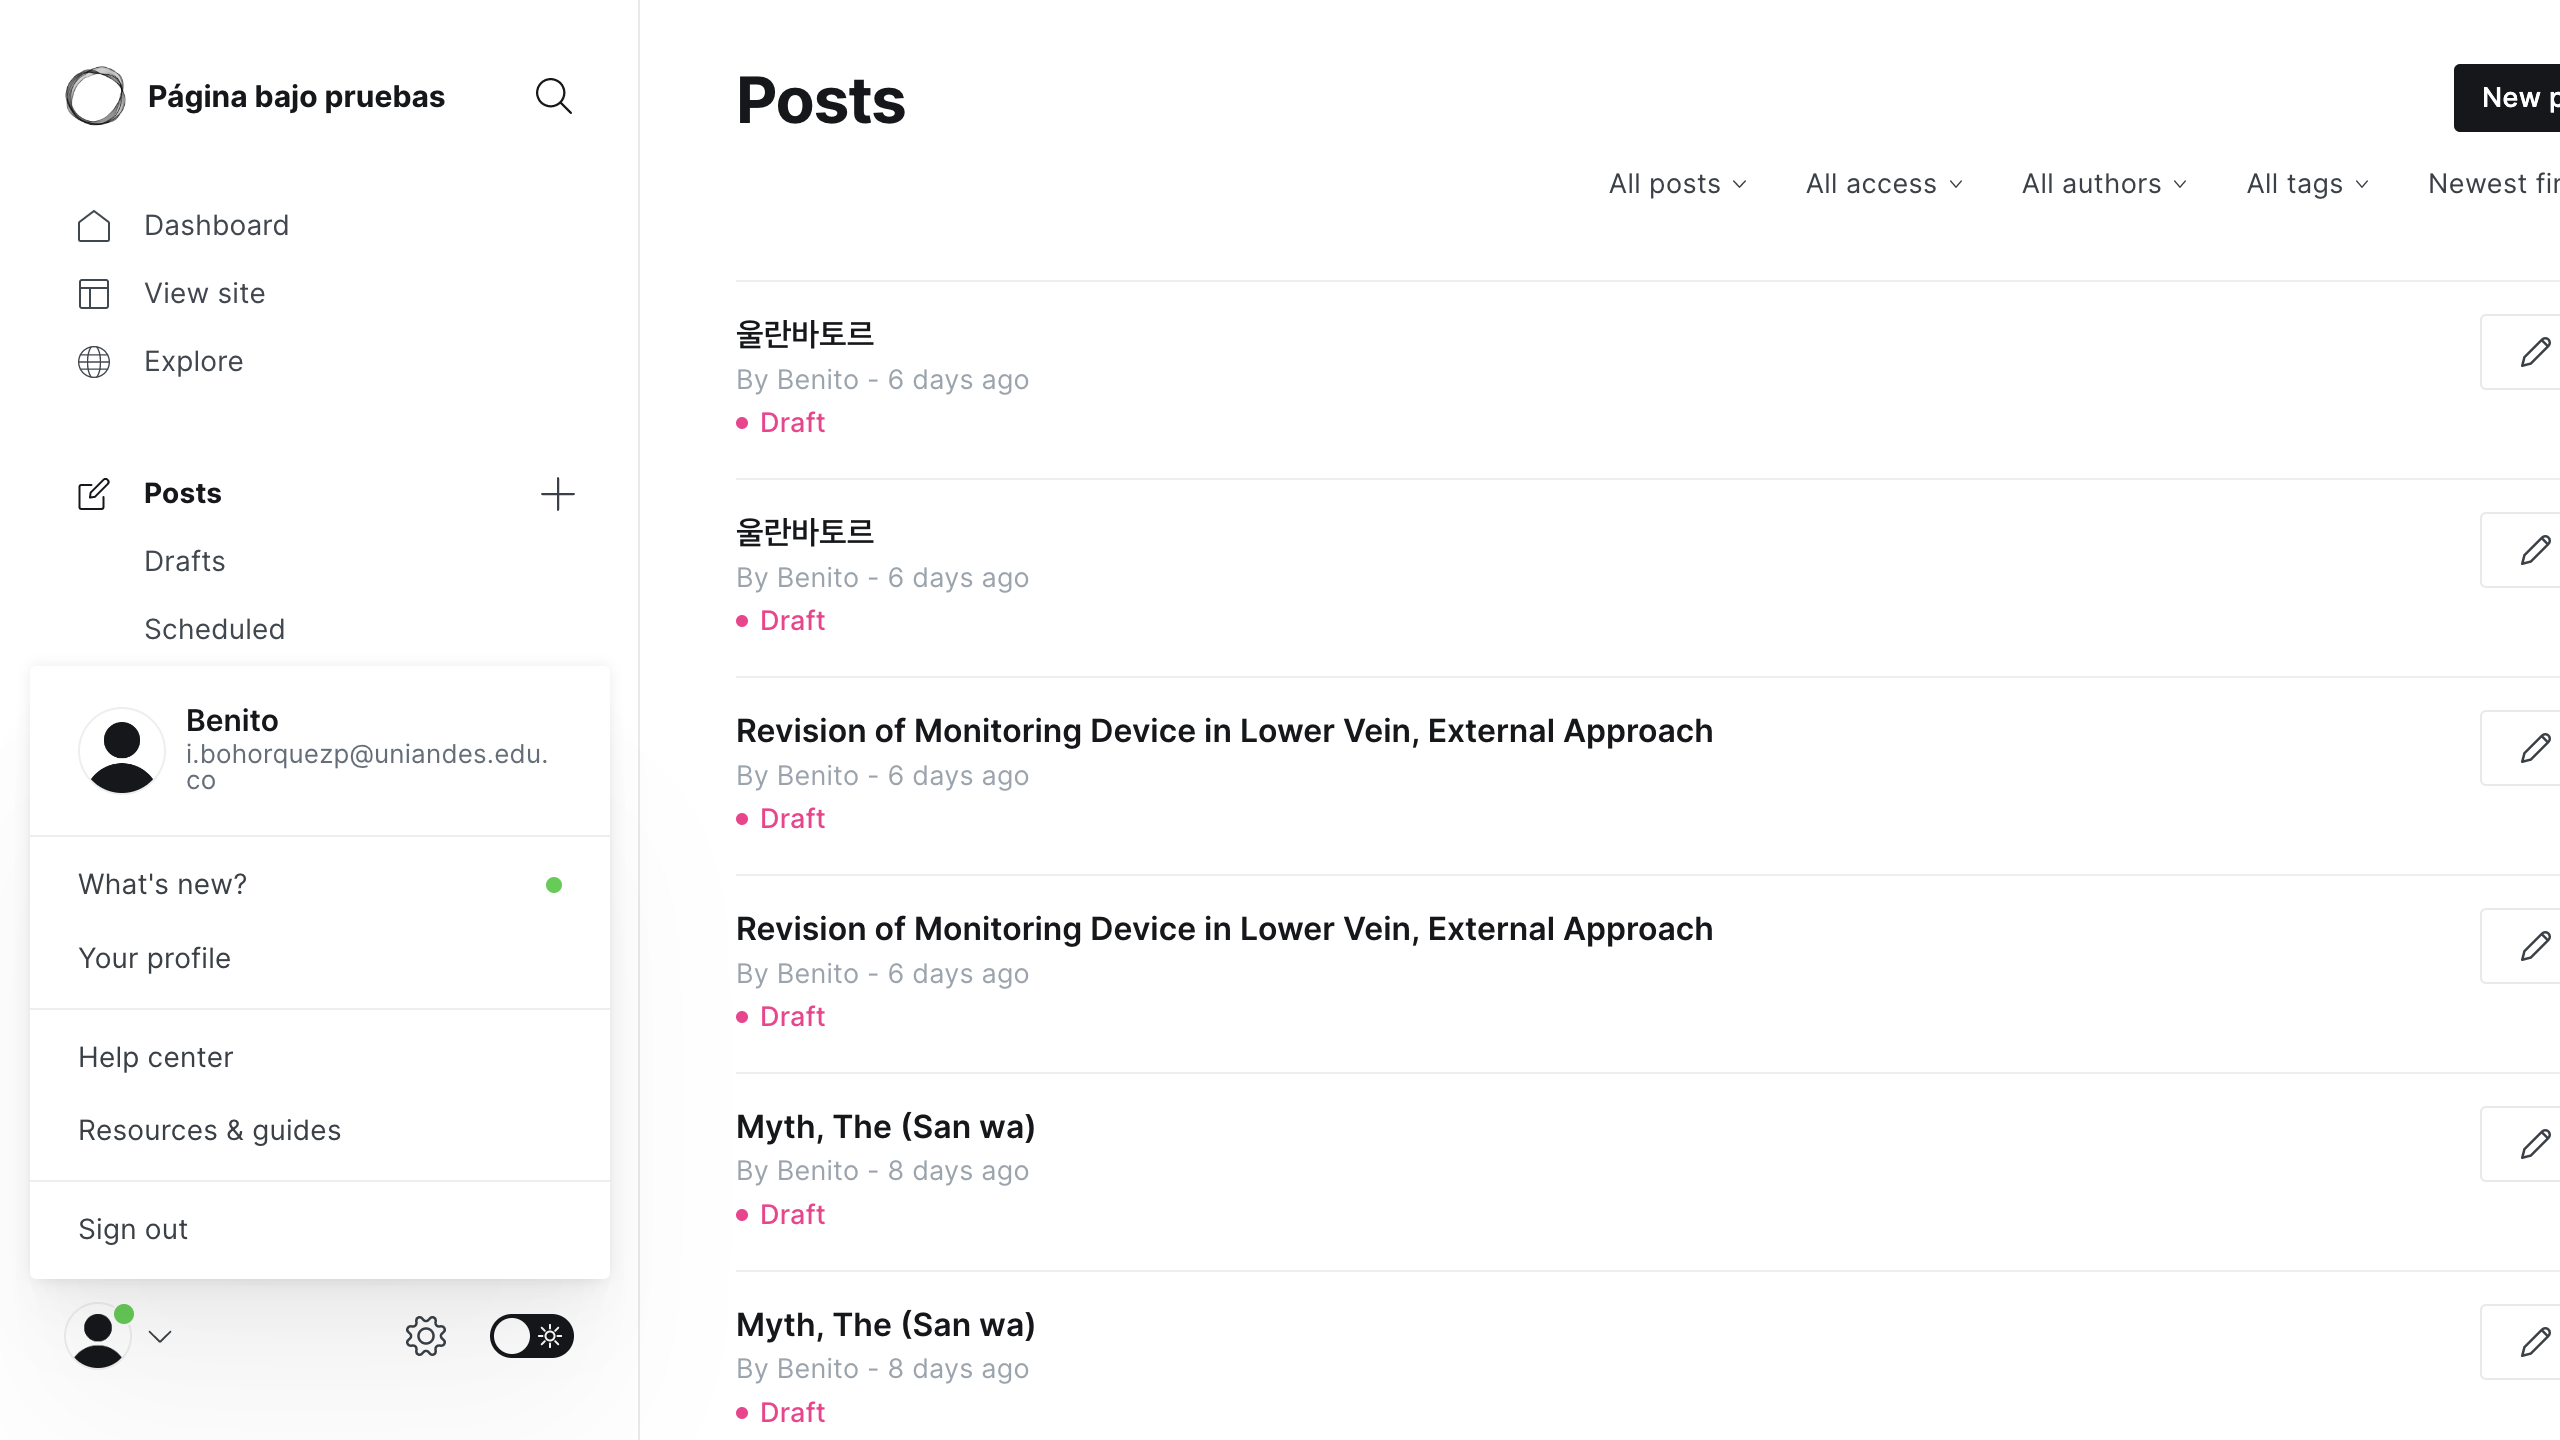 Página bajo pruebas
Dashboard
View site
Explore
Posts
Drafts
Scheduled
Benito
i.bohorquezp@uniandes.edu.
co
What's new?
Your profile
Help center
Resources & guides
Sign out
Posts
New p
All posts
All access
All authors
All tags
Newest fir
울란바토르
By Benito - 6 days ago
Draft
울란바토르
By Benito - 6 days ago
Draft
Revision of Monitoring Device in Lower Vein, External Approach
By Benito - 6 days ago
Draft
Revision of Monitoring Device in Lower Vein, External Approach
By Benito - 6 days ago
Draft
Myth, The (San wa)
By Benito - 8 days ago
Draft
Myth, The (San wa)
By Benito - 8 days ago
Draft